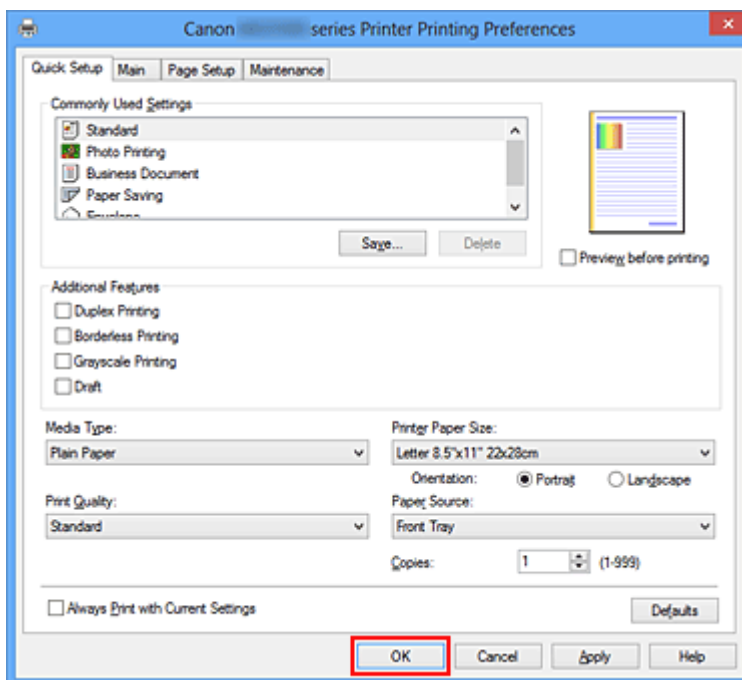 Canon series Printer Printing Preferences
Quick Setup Main Page Setup Maintenance
Commonly Used Settings
Standard
Photo Printing
Business Document
Paper Saving
Envelope
Save... Delete
Preview before printing
Additional Features
Duplex Printing
Borderless Printing
Grayscale Printing
Draft
Media Type:
Plain Paper
Printer Paper Size:
Letter 8.5"x11" 22x28cm
Orientation: Portrait Landscape
Print Quality:
Standard
Paper Source:
Front Tray
Copies: 1 (1-999)
Always Print with Current Settings
Defaults
OK Cancel Apply Help